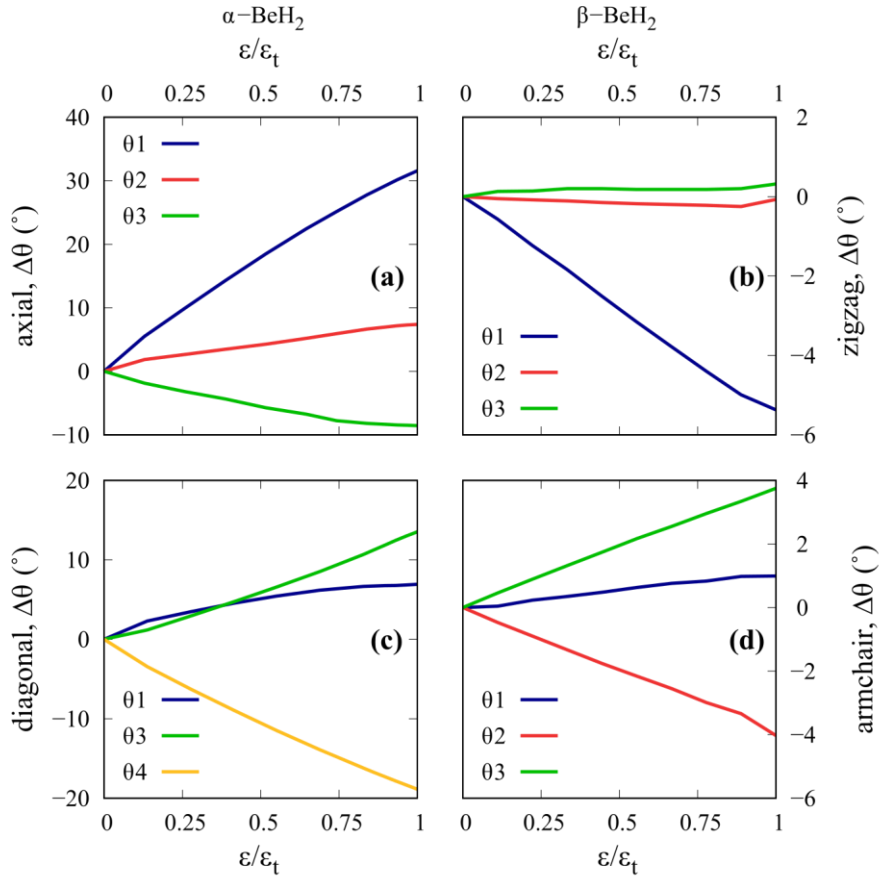 α−BeH2
β−BeH2
ε/εt
ε/εt
0 0.25 0.5 0.75 1
0 0.25 0.5 0.75 1
axial, Δθ (°)
40
30
20
10
0
−10
θ1
θ2
θ3
(a)
zigzag, Δθ (°)
2
0
−2
−4
−6
θ1
θ2
θ3
(b)
diagonal, Δθ (°)
20
10
0
−10
−20
θ1
θ3
θ4
(c)
armchair, Δθ (°)
4
2
0
−2
−4
−6
θ1
θ2
θ3
(d)
0 0.25 0.5 0.75 1
0 0.25 0.5 0.75 1
ε/εt
ε/εt